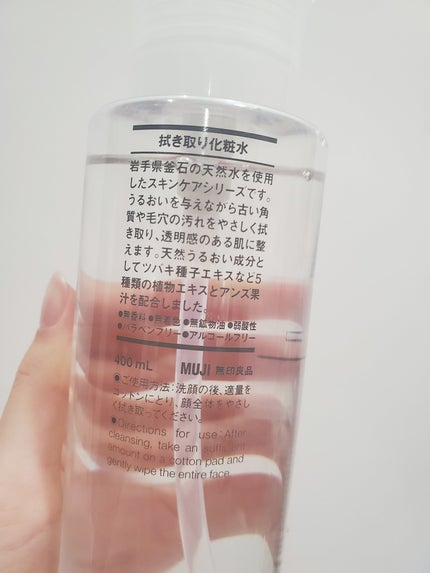 拭き取り化粧水
岩手県釜石の天然水を使用
したスキンケアシリーズです。
うるおいを与えながら古い角
質や毛穴の汚れをやさしく拭
き取り、透明感のある肌に整
えます。天然うるおい成分と
してツバキ種子エキスなど5
種類の植物エキスとアンズ果
汁を配合しました。
●無香料●無着色●無鉱物油●弱酸性
●パラベンフリー●アルコールフリー
400mL MUJI 無印良品
●ご使用方法：洗顔の後、適量を
コットンにとり、顔全体をやさし
く拭き取ってください。
●Directions for use：After
cleansing, take an sufficient
amount on a cotton pad and
gently wipe the entire face.